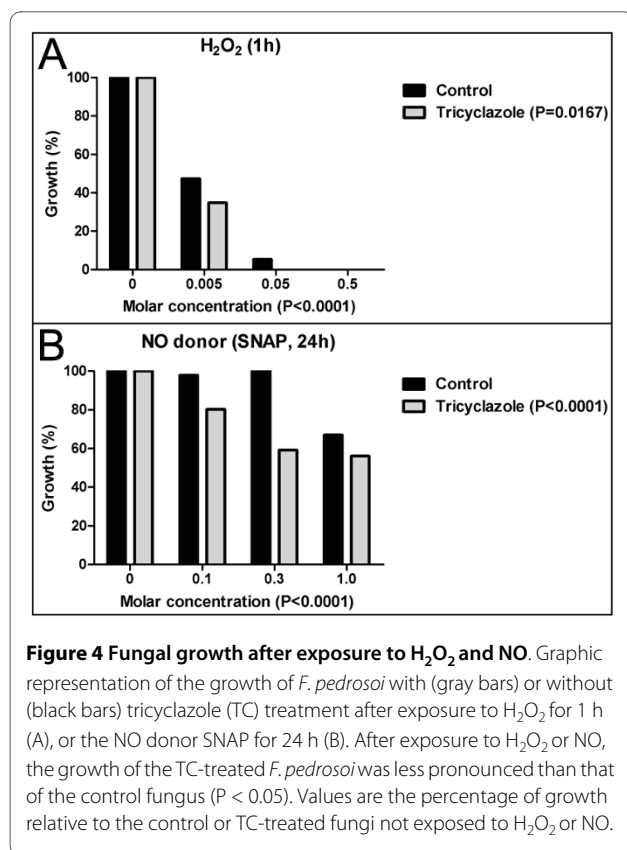 A
H₂O₂ (1h)
Control
Tricyclazole (P=0.0167)
Growth (%)
100
80
60
40
20
0
0 0.005 0.05 0.5
Molar concentration (P<0.0001)
B
NO donor (SNAP, 24h)
Control
Tricyclazole (P<0.0001)
Growth (%)
100
80
60
40
20
0
0 0.1 0.3 1.0
Molar concentration (P<0.0001)
Figure 4 Fungal growth after exposure to H₂O₂ and NO. Graphic
representation of the growth of F. pedrosoi with (gray bars) or without
(black bars) tricyclazole (TC) treatment after exposure to H₂O₂ for 1 h
(A), or the NO donor SNAP for 24 h (B). After exposure to H₂O₂ or NO,
the growth of the TC-treated F. pedrosoi was less pronounced than that
of the control fungus (P < 0.05). Values are the percentage of growth
relative to the control or TC-treated fungi not exposed to H₂O₂ or NO.